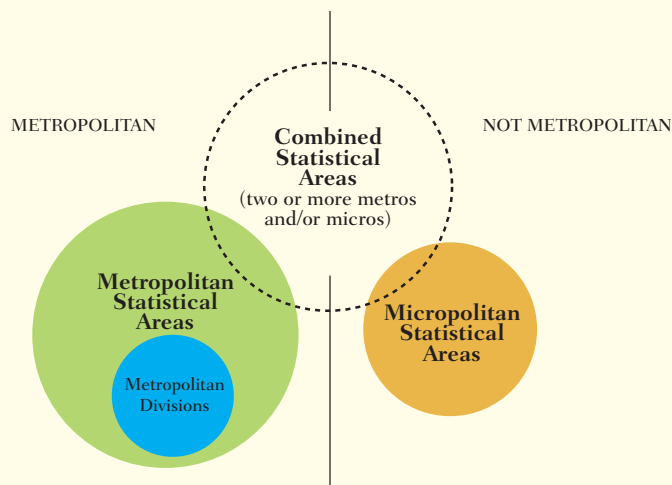 METROPOLITAN
NOT METROPOLITAN
Combined
Statistical
Areas
(two or more metros
and/or micros)
Metropolitan
Statistical
Areas
Metropolitan
Divisions
Micropolitan
Statistical
Areas